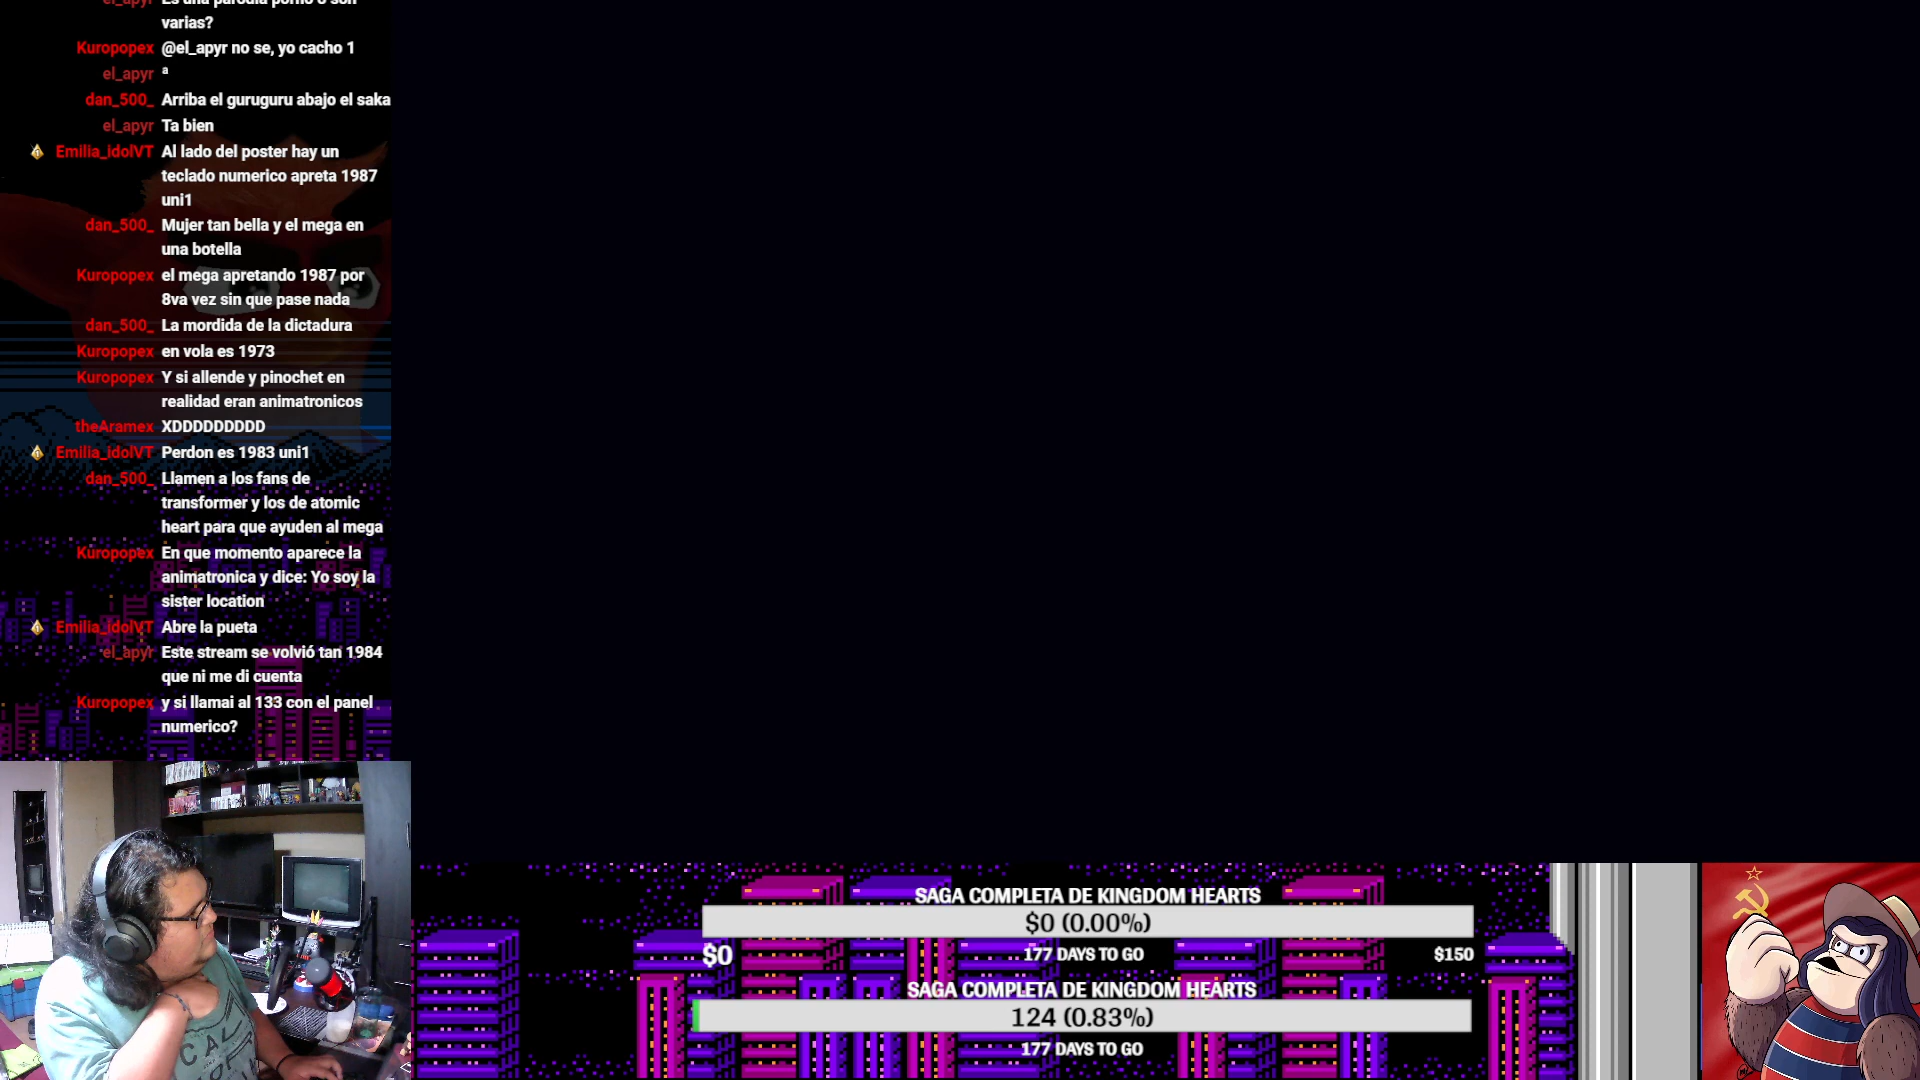 el_apyr Es una parodia porno o son
varias?
Kuropopex @el_apyr no se, yo cacho 1
el_apyr ª
dan_500_ Arriba el guruguru abajo el saka
el_apyr Ta bien
Emilia_idolVT Al lado del poster hay un
teclado numerico apreta 1987
uni1
dan_500_ Mujer tan bella y el mega en
una botella
Kuropopex el mega apretando 1987 por
8va vez sin que pase nada
dan_500_ La mordida de la dictadura
Kuropopex en vola es 1973
Kuropopex Y si allende y pinochet en
realidad eran animatronicos
theAramex XDDDDDDDDD
Emilia_idolVT Perdon es 1983 uni1
dan_500_ Llamen a los fans de
transformer y los de atomic
heart para que ayuden al mega
Kuropopex En que momento aparece la
animatronica y dice: Yo soy la
sister location
Emilia_idolVT Abre la pueta
el_apyr Este stream se volvió tan 1984
que ni me di cuenta
Kuropopex y si llamai al 133 con el panel
numerico?
SAGA COMPLETA DE KINGDOM HEARTS
$0 (0.00%)
$0 177 DAYS TO GO $150
SAGA COMPLETA DE KINGDOM HEARTS
124 (0.83%)
177 DAYS TO GO